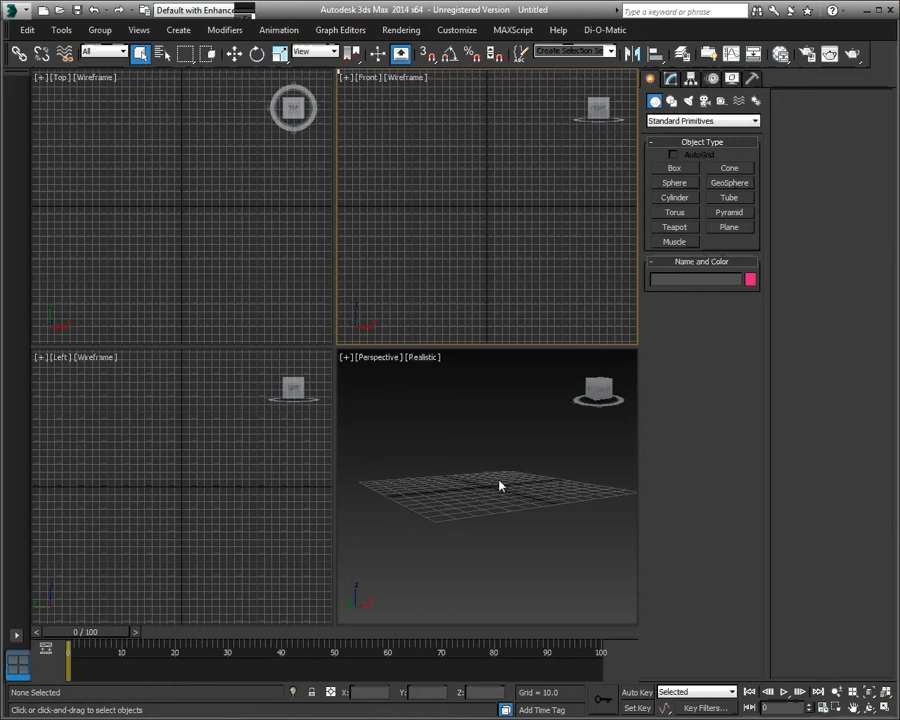 Default with Enhanc
Autodesk 3ds Max 2014 x64 - Unregistered Version Untitled
Type a keyword or phrase
Edit Tools Group Views Create Modifiers Animation Graph Editors Rendering Customize MAXScript Help Di-O-Matic
All View Create Selection Se
[+] [Top] [Wireframe]
TOP
[+] [Front] [Wireframe]
FRONT
Standard Primitives
- Object Type
AutoGrid
Box Cone
Sphere GeoSphere
Cylinder Tube
Torus Pyramid
Teapot Plane
Muscle
- Name and Color
[+] [Left] [Wireframe]
LEFT
[+] [Perspective] [Realistic]
z
< 0 / 100 >
0 10 20 30 40 50 60 70 80 90 100
None Selected X: Y: Z: Grid = 10.0 Auto Key Selected
Click or click-and-drag to select objects Add Time Tag Set Key Key Filters... 0